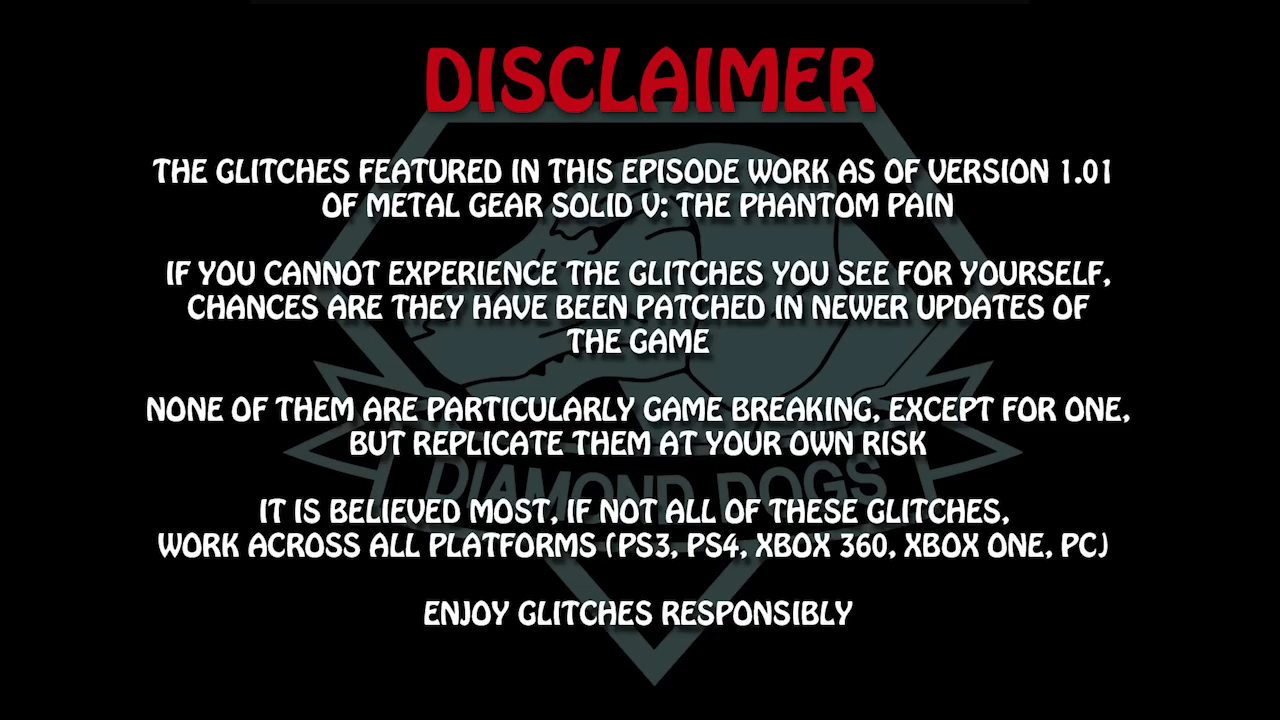 DISCLAIMER
THE GLITCHES FEATURED IN THIS EPISODE WORK AS OF VERSION 1.01
OF METAL GEAR SOLID V: THE PHANTOM PAIN
IF YOU CANNOT EXPERIENCE THE GLITCHES YOU SEE FOR YOURSELF,
CHANCES ARE THEY HAVE BEEN PATCHED IN NEWER UPDATES OF
THE GAME
NONE OF THEM ARE PARTICULARLY GAME BREAKING, EXCEPT FOR ONE,
BUT REPLICATE THEM AT YOUR OWN RISK
DIAMOND DOGS
IT IS BELIEVED MOST, IF NOT ALL OF THESE GLITCHES,
WORK ACROSS ALL PLATFORMS (PS3, PS4, XBOX 360, XBOX ONE, PC)
ENJOY GLITCHES RESPONSIBLY